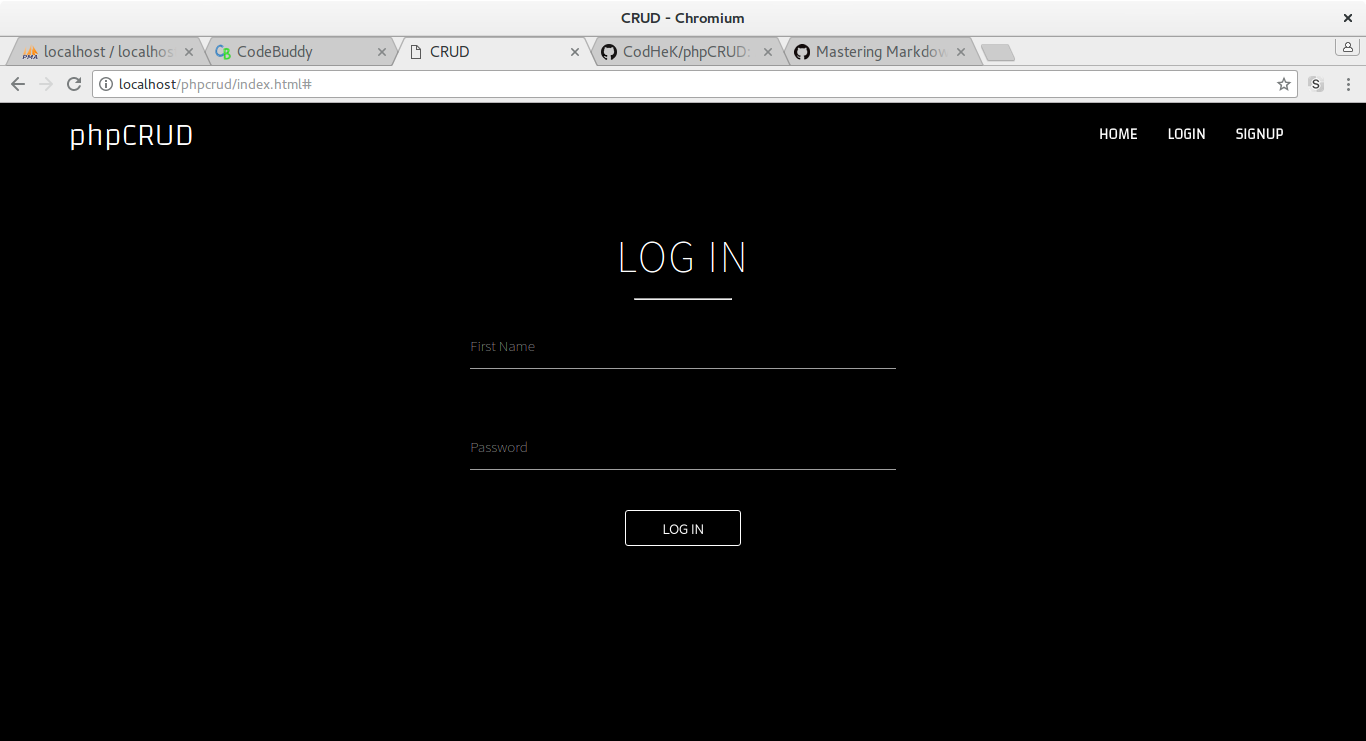 CRUD - Chromium
localhost / localhos
CodeBuddy
CRUD
CodHeK/phpCRUD:
Mastering Markdow
localhost/phpcrud/index.html#
S
phpCRUD
HOME
LOGIN
SIGNUP
LOG IN
First Name
Password
LOG IN